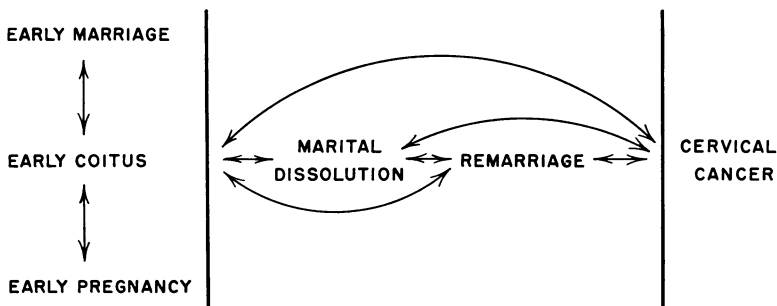 EARLY MARRIAGE
EARLY COITUS
EARLY PREGNANCY
MARITAL
DISSOLUTION
REMARRIAGE
CERVICAL
CANCER